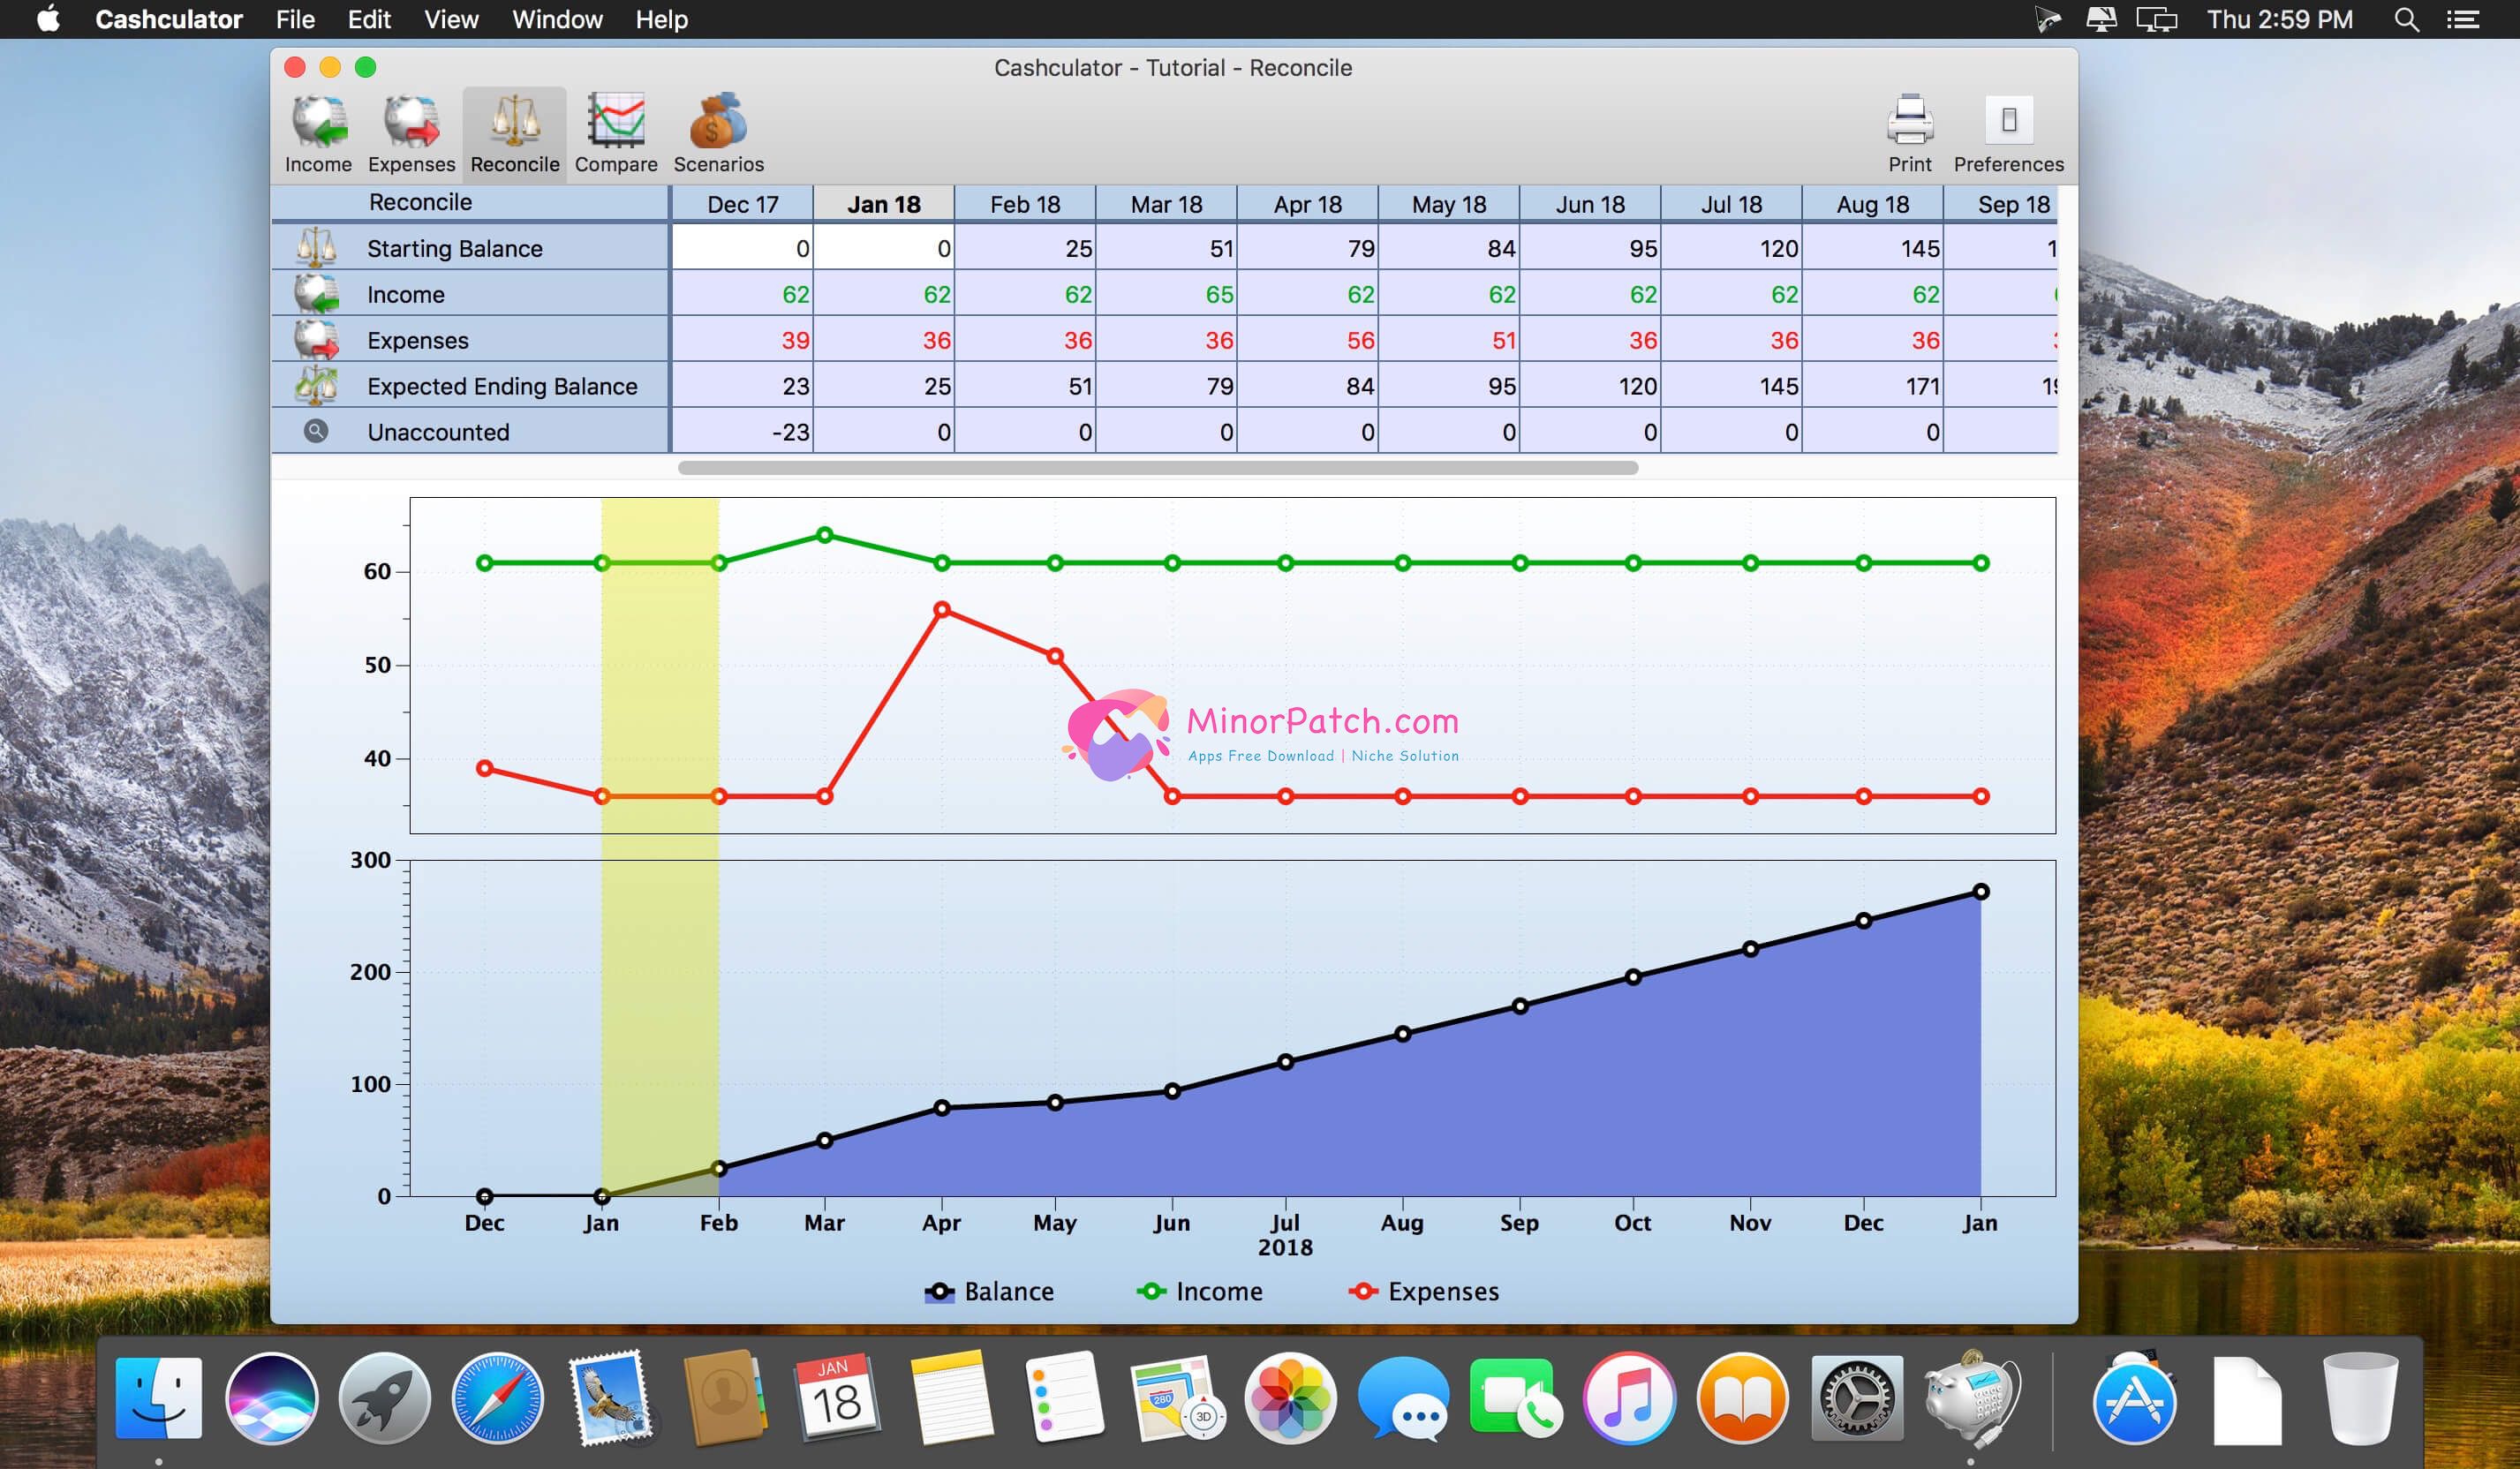 Cashculator File Edit View Window Help Thu 2:59 PM
Cashculator - Tutorial - Reconcile
Income Expenses Reconcile Compare Scenarios Print Preferences
Reconcile Dec 17 Jan 18 Feb 18 Mar 18 Apr 18 May 18 Jun 18 Jul 18 Aug 18 Sep 18
Starting Balance 0 0 25 51 79 84 95 120 145
Income 62 62 62 65 62 62 62 62 62
Expenses 39 36 36 36 56 51 36 36 36
Expected Ending Balance 23 25 51 79 84 95 120 145 171
Unaccounted -23 0 0 0 0 0 0 0 0
60
50
MinorPatch.com
Apps Free Download | Niche Solution
40
300
200
100
0
Dec Jan Feb Mar Apr May Jun Jul Aug Sep Oct Nov Dec Jan
2018
Balance Income Expenses
JAN
18
280
3D